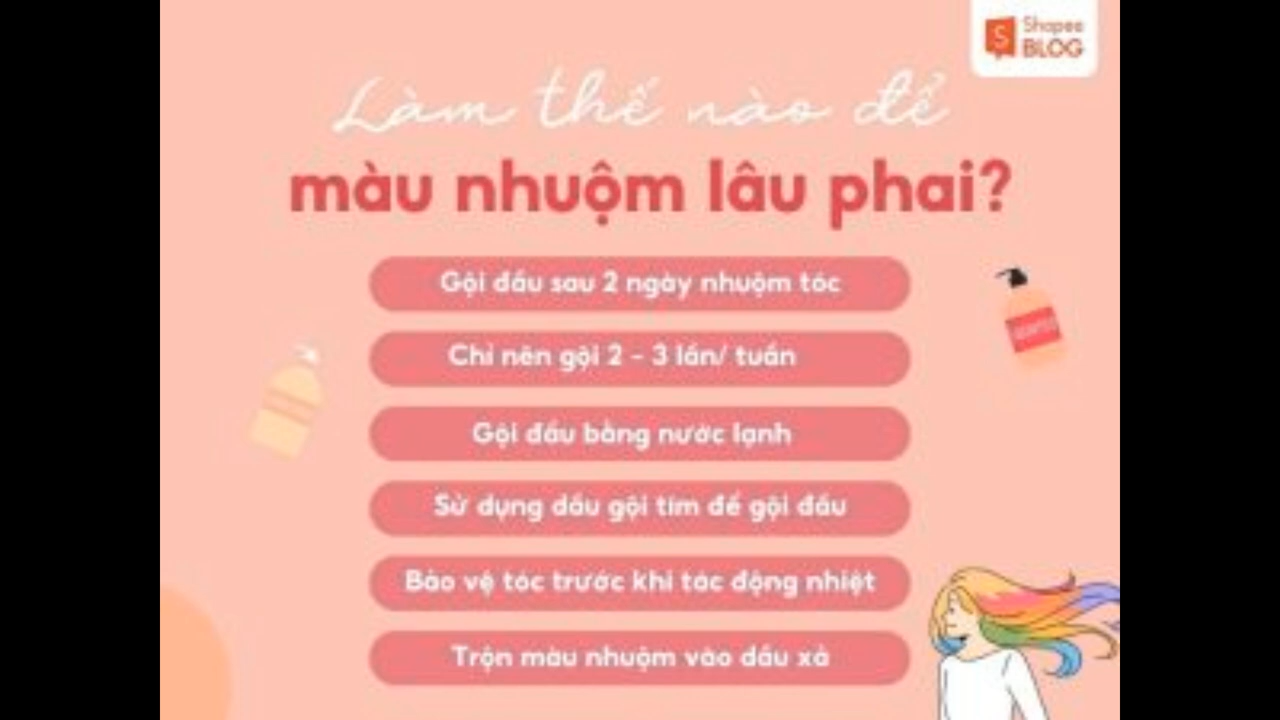 Shopee
BLOG
Làm thế nào để
màu nhuộm lâu phai?
Gội đầu sau 2 ngày nhuộm tóc
Chỉ nên gội 2 - 3 lần/ tuần
Gội đầu bằng nước lạnh
Sử dụng dầu gội tím để gội đầu
Bảo vệ tóc trước khi tác động nhiệt
Trộn màu nhuộm vào dầu xả